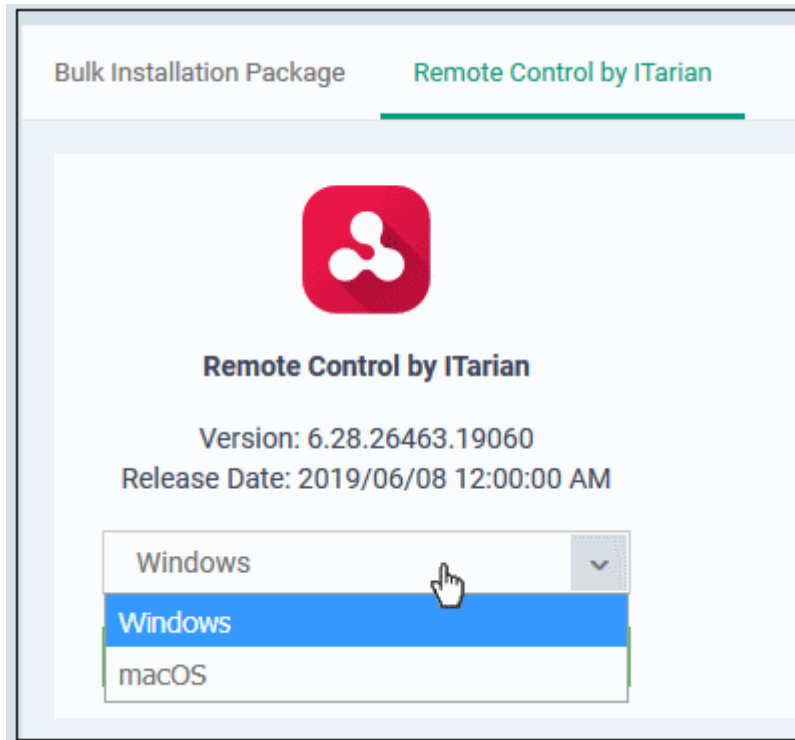 Bulk Installation Package
Remote Control by ITarian
Remote Control by ITarian
Version: 6.28.26463.19060
Release Date: 2019/06/08 12:00:00 AM
Windows
Windows
macOS